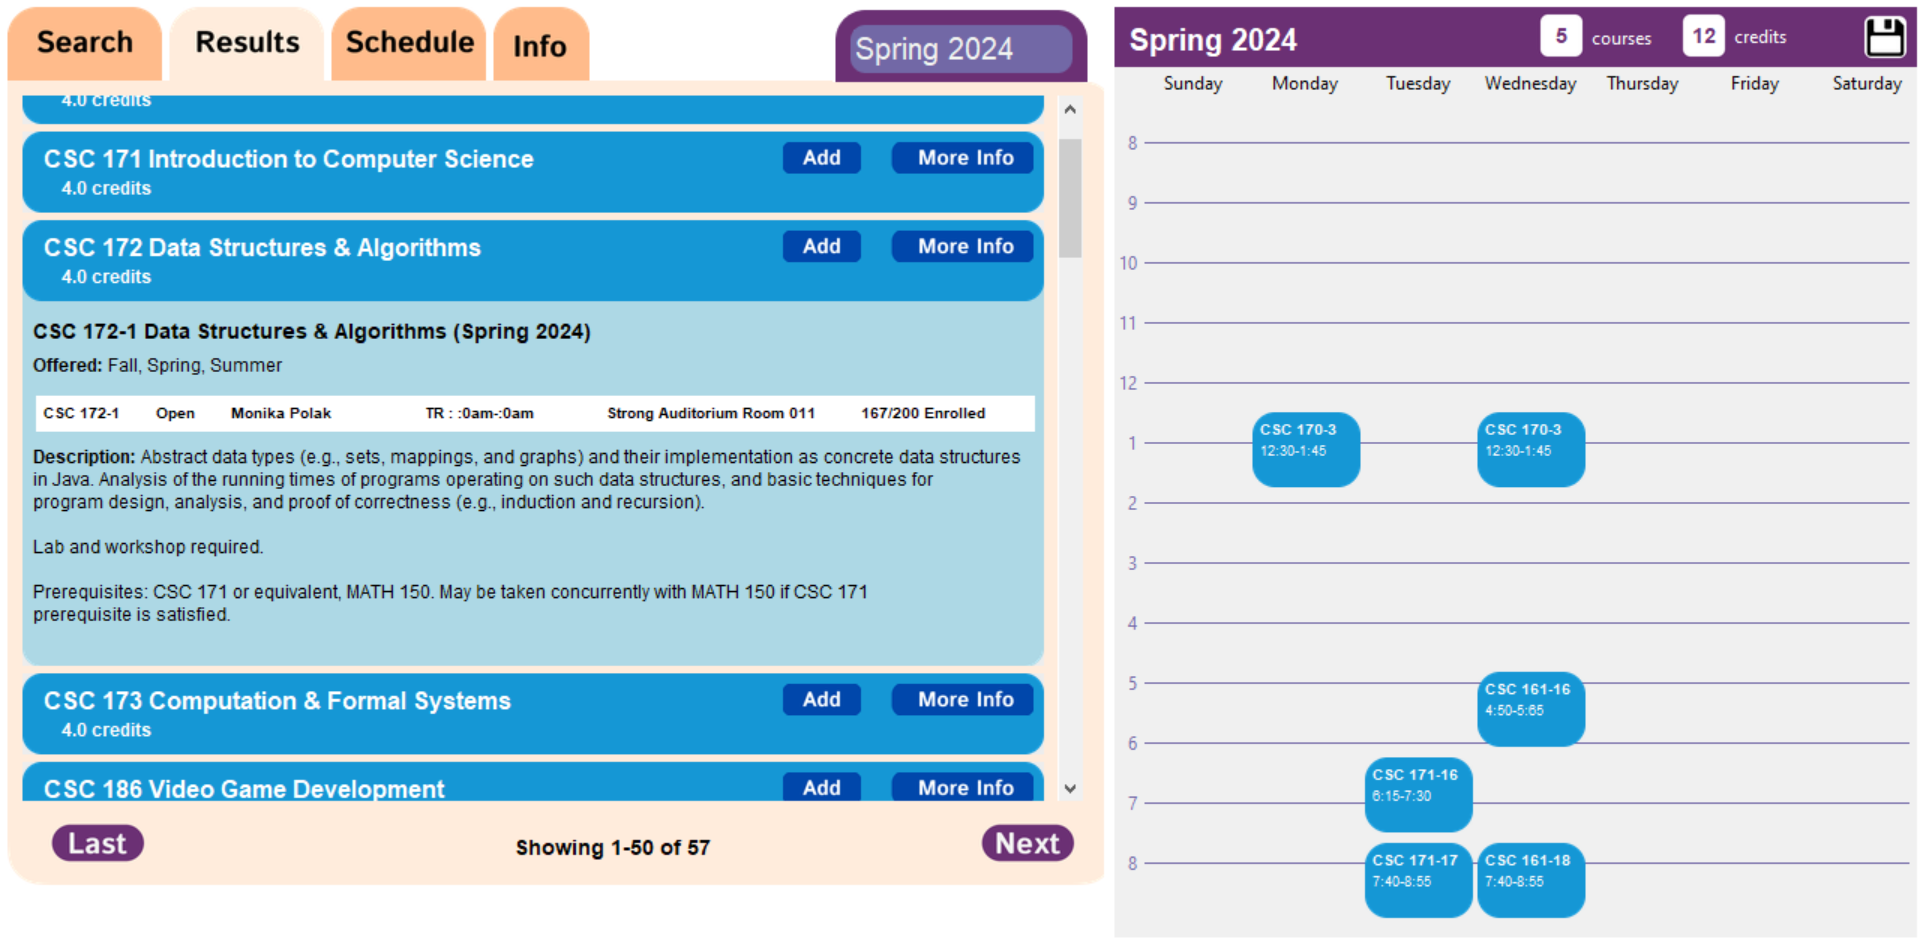 Search
Results
Schedule
Info
Spring 2024
4.0 credits
CSC 171 Introduction to Computer Science
Add
More Info
4.0 credits
CSC 172 Data Structures & Algorithms
Add
More Info
4.0 credits
CSC 172-1 Data Structures & Algorithms (Spring 2024)
Offered: Fall, Spring, Summer
CSC 172-1 Open Monika Polak TR : :0am-:0am Strong Auditorium Room 011 167/200 Enrolled
Description: Abstract data types (e.g., sets, mappings, and graphs) and their implementation as concrete data structures
in Java. Analysis of the running times of programs operating on such data structures, and basic techniques for
program design, analysis, and proof of correctness (e.g., induction and recursion).
Lab and workshop required.
Prerequisites: CSC 171 or equivalent, MATH 150. May be taken concurrently with MATH 150 if CSC 171
prerequisite is satisfied.
CSC 173 Computation & Formal Systems
Add
More Info
4.0 credits
CSC 186 Video Game Development
Add
More Info
Last
Showing 1-50 of 57
Next
Spring 2024
5 courses
12 credits
Sunday Monday Tuesday Wednesday Thursday Friday Saturday
8
9
10
11
12
CSC 170-3
12:30-1:45
CSC 170-3
12:30-1:45
1
2
3
4
5
CSC 161-16
4:50-5:65
6
CSC 171-16
6:15-7:30
7
8
CSC 171-17
7:40-8:55
CSC 161-18
7:40-8:55